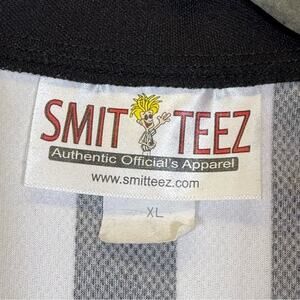 SMIT TEEZ
Authentic Official's Apparel
www.smitteez.com
XL